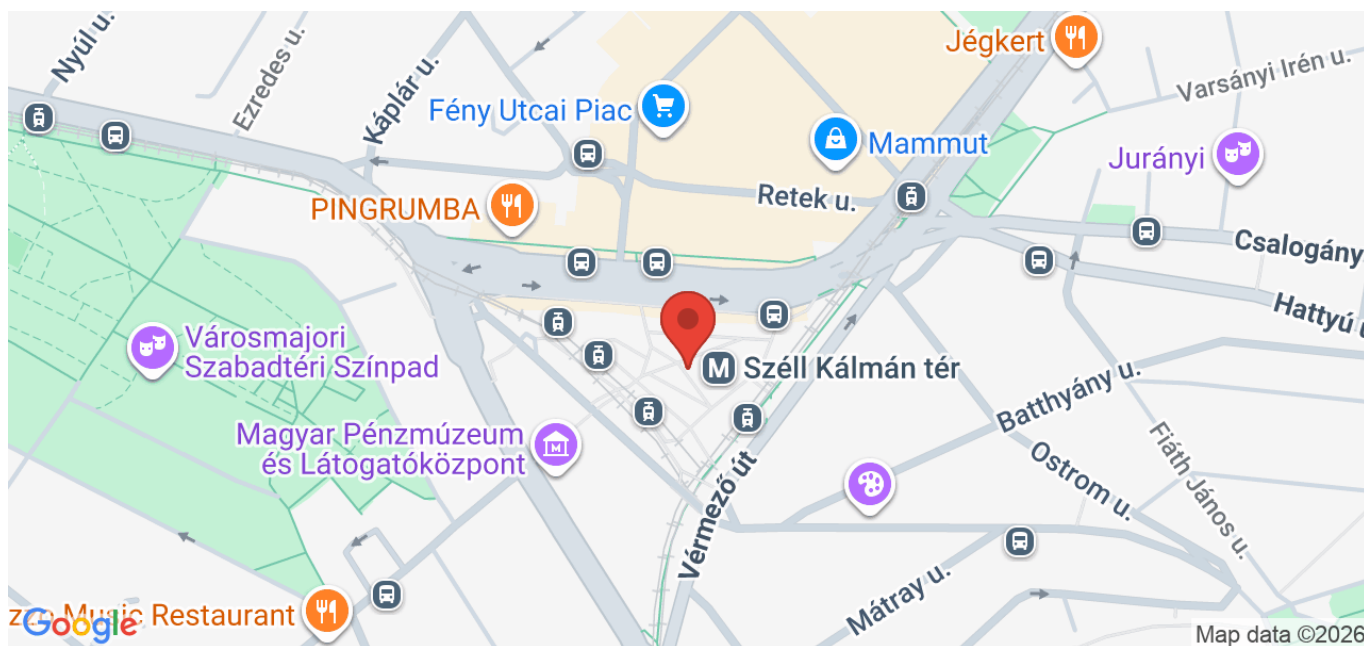 Nyúl u.
Ezredes u.
Káplár u.
Jégkert
Varsányi Irén u.
Fény Utcai Piac
Mammut
Jurányi
PINGRUMBA
Retek u.
Csalogány
Hattyú
Városmajori
Szabadtéri Színpad
M Széll Kálmán tér
Batthyány u.
Magyar Pénzmúzeum
és Látogatóközpont
Ostrom u.
Fiáth János u.
Vérmező út
Mátray u.
Music Restaurant
Google
Map data ©2026